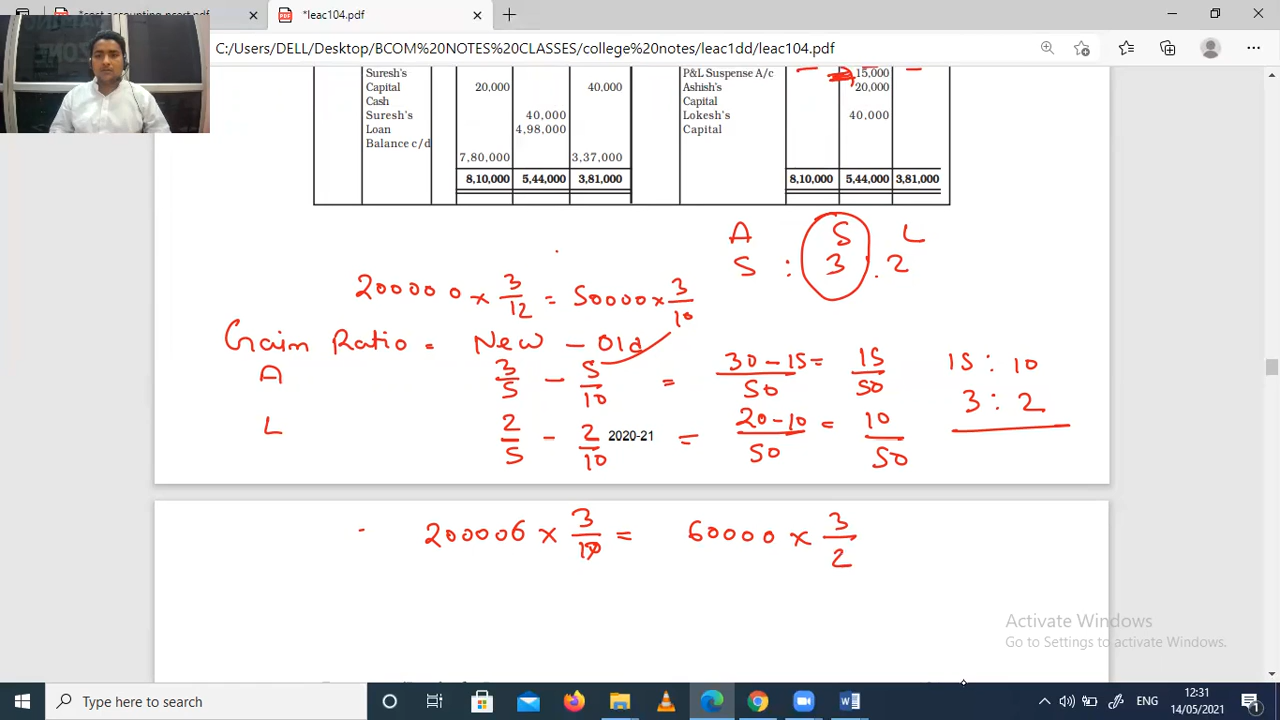 *leac104.pdf
C:/Users/DELL/Desktop/BCOM%20NOTES%20CLASSES/college%20notes/leac1dd/leac104.pdf
Suresh's P&L Suspense A/c 15,000
Capital 20.000 40.000 Ashish's 20,000
Cash Capital
Suresh's 40,000 Lokesh's 40,000
Loan 4,98,000 Capital
Balance c/d
7,80,000 3,37,000
8,10,000 5,44,000 3,81,000 8,10,000 5,44,000 3,81,000
A S L
5 : 3 : 2
200000 × 3/12 = 50000 × 3/10
Gain Ratio = New - Old
A 3/5 - 5/10 = 30-15/50 = 15/50 15 : 10
3 : 2
L 2/5 - 2/10 = 20-10/50 = 10/50
2020-21
200000 × 3/10 = 60000 × 3/2
Activate Windows
Go to Settings to activate Windows.
Type here to search
ENG
12:31
14/05/2021